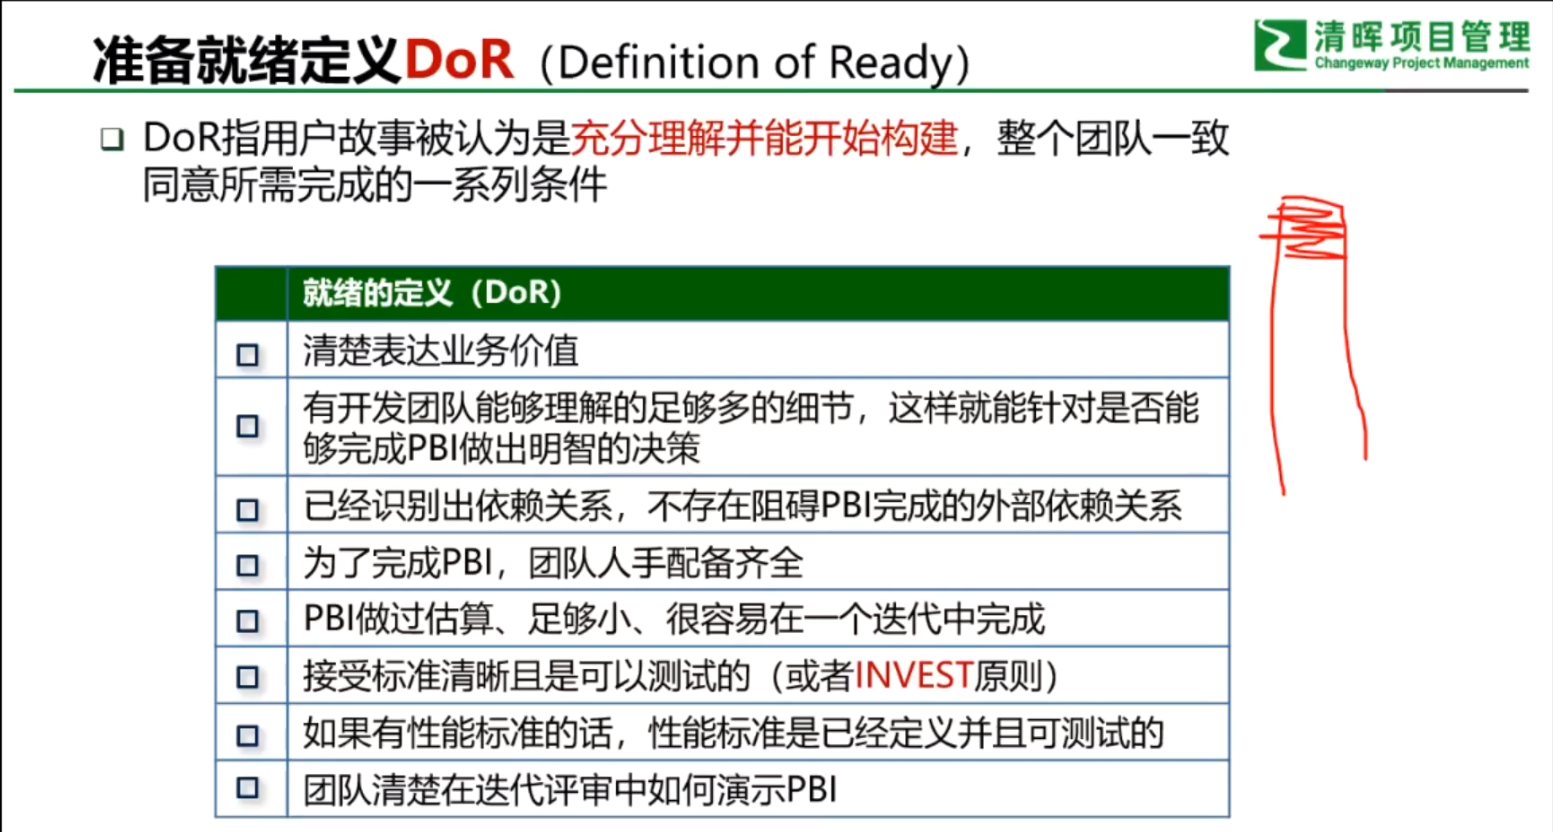 准备就绪定义DoR（Definition of Ready）
清晖项目管理
Changeway Project Management
DoR指用户故事被认为是充分理解并能开始构建，整个团队一致
同意所需完成的一系列条件
就绪的定义（DoR）
清楚表达业务价值
有开发团队能够理解的足够多的细节，这样就能针对是否能
够完成PBI做出明智的决策
已经识别出依赖关系，不存在阻碍PBI完成的外部依赖关系
为了完成PBI，团队人手配备齐全
PBI做过估算、足够小、很容易在一个迭代中完成
接受标准清晰且是可以测试的（或者INVEST原则）
如果有性能标准的话，性能标准是已经定义并且可测试的
团队清楚在迭代评审中如何演示PBI